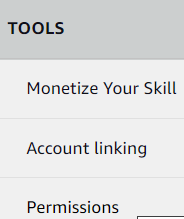 TOOLS
Monetize Your Skill
Account linking
Permissions